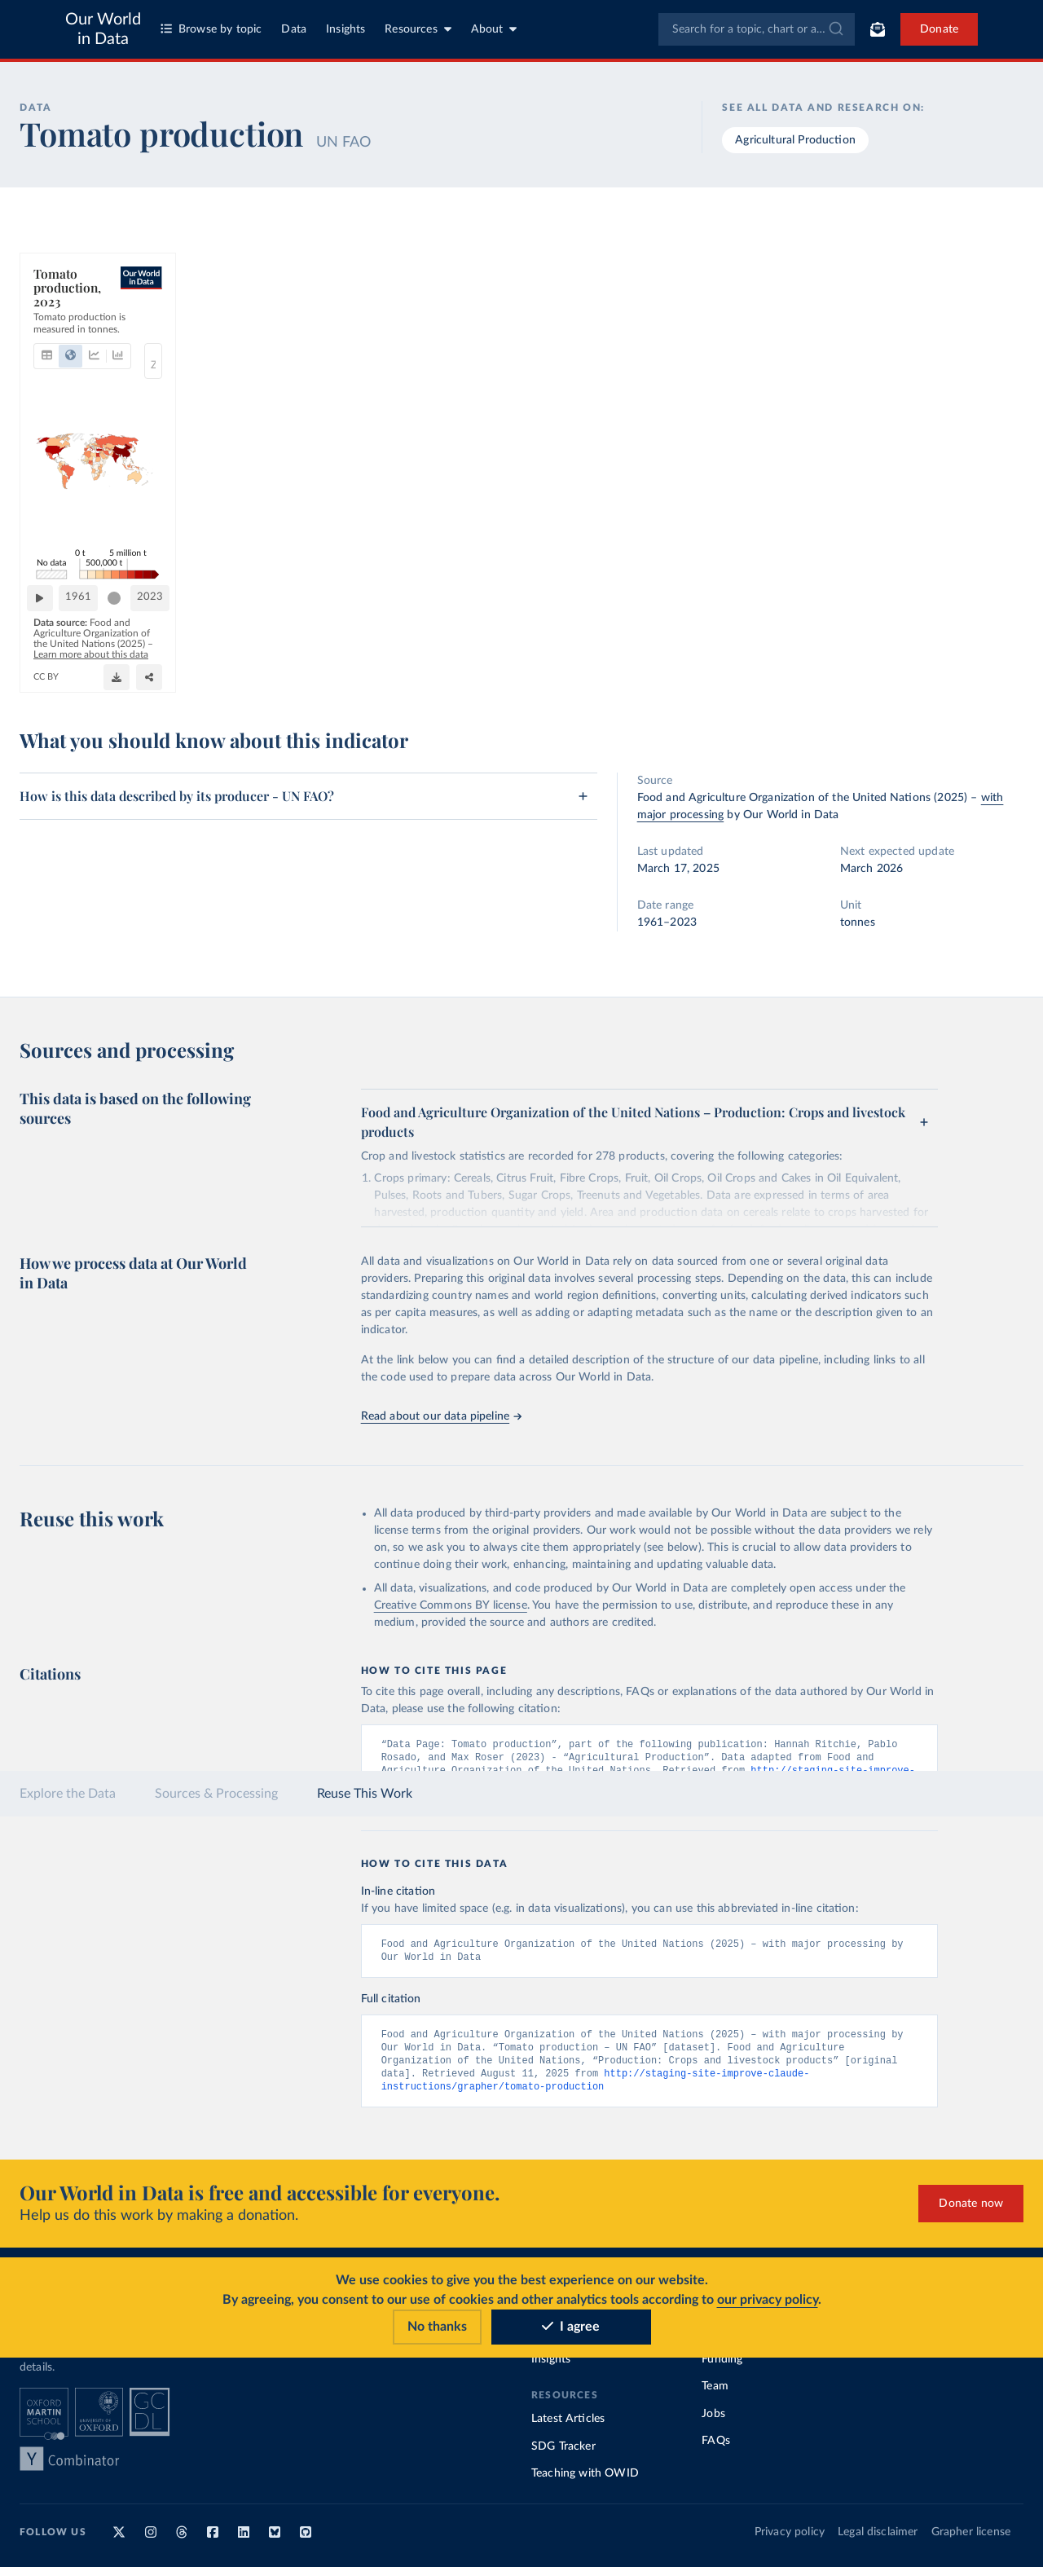 Our World
in Data
Browse by topic
Data
Insights
Resources
About
Search for a topic, chart or a...
Donate
DATA
Tomato production UN FAO
SEE ALL DATA AND RESEARCH ON:
Agricultural Production
Tomato
production,
2023
Our World
in Data
Tomato production is
measured in tonnes.
Z
0 t 5 million t
No data 500,000 t
1961 2023
Data source: Food and
Agriculture Organization of
the United Nations (2025) –
Learn more about this data
CC BY
What you should know about this indicator
How is this data described by its producer - UN FAO?
Source
Food and Agriculture Organization of the United Nations (2025) – with
major processing by Our World in Data
Last updated
March 17, 2025
Next expected update
March 2026
Date range
1961–2023
Unit
tonnes
Sources and processing
This data is based on the following
sources
Food and Agriculture Organization of the United Nations – Production: Crops and livestock
products
Crop and livestock statistics are recorded for 278 products, covering the following categories:
1. Crops primary: Cereals, Citrus Fruit, Fibre Crops, Fruit, Oil Crops, Oil Crops and Cakes in Oil Equivalent,
Pulses, Roots and Tubers, Sugar Crops, Treenuts and Vegetables. Data are expressed in terms of area
harvested, production quantity and yield. Area and production data on cereals relate to crops harvested for
How we process data at Our World
in Data
All data and visualizations on Our World in Data rely on data sourced from one or several original data
providers. Preparing this original data involves several processing steps. Depending on the data, this can include
standardizing country names and world region definitions, converting units, calculating derived indicators such
as per capita measures, as well as adding or adapting metadata such as the name or the description given to an
indicator.
At the link below you can find a detailed description of the structure of our data pipeline, including links to all
the code used to prepare data across Our World in Data.
Read about our data pipeline
Reuse this work
• All data produced by third-party providers and made available by Our World in Data are subject to the
license terms from the original providers. Our work would not be possible without the data providers we rely
on, so we ask you to always cite them appropriately (see below). This is crucial to allow data providers to
continue doing their work, enhancing, maintaining and updating valuable data.
• All data, visualizations, and code produced by Our World in Data are completely open access under the
Creative Commons BY license. You have the permission to use, distribute, and reproduce these in any
medium, provided the source and authors are credited.
Citations
HOW TO CITE THIS PAGE
To cite this page overall, including any descriptions, FAQs or explanations of the data authored by Our World in
Data, please use the following citation:
“Data Page: Tomato production”, part of the following publication: Hannah Ritchie, Pablo
Rosado, and Max Roser (2023) - “Agricultural Production”. Data adapted from Food and
Agriculture Organization of the United Nations. Retrieved from http://staging-site-improve-
Explore the Data
Sources & Processing
Reuse This Work
HOW TO CITE THIS DATA
In-line citation
If you have limited space (e.g. in data visualizations), you can use this abbreviated in-line citation:
Food and Agriculture Organization of the United Nations (2025) – with major processing by
Our World in Data
Full citation
Food and Agriculture Organization of the United Nations (2025) – with major processing by
Our World in Data. “Tomato production – UN FAO” [dataset]. Food and Agriculture
Organization of the United Nations, “Production: Crops and livestock products” [original
data]. Retrieved August 11, 2025 from http://staging-site-improve-claude-
instructions/grapher/tomato-production
Our World in Data is free and accessible for everyone.
Help us do this work by making a donation.
Donate now
We use cookies to give you the best experience on our website.
By agreeing, you consent to our use of cookies and other analytics tools according to our privacy policy.
No thanks
I agree
details.
Insights
Funding
Team
Jobs
FAQs
RESOURCES
Latest Articles
SDG Tracker
Teaching with OWID
OXFORD
MARTIN
SCHOOL
UNIVERSITY OF
OXFORD
GC
DL
Y Combinator
FOLLOW US
Privacy policy
Legal disclaimer
Grapher license